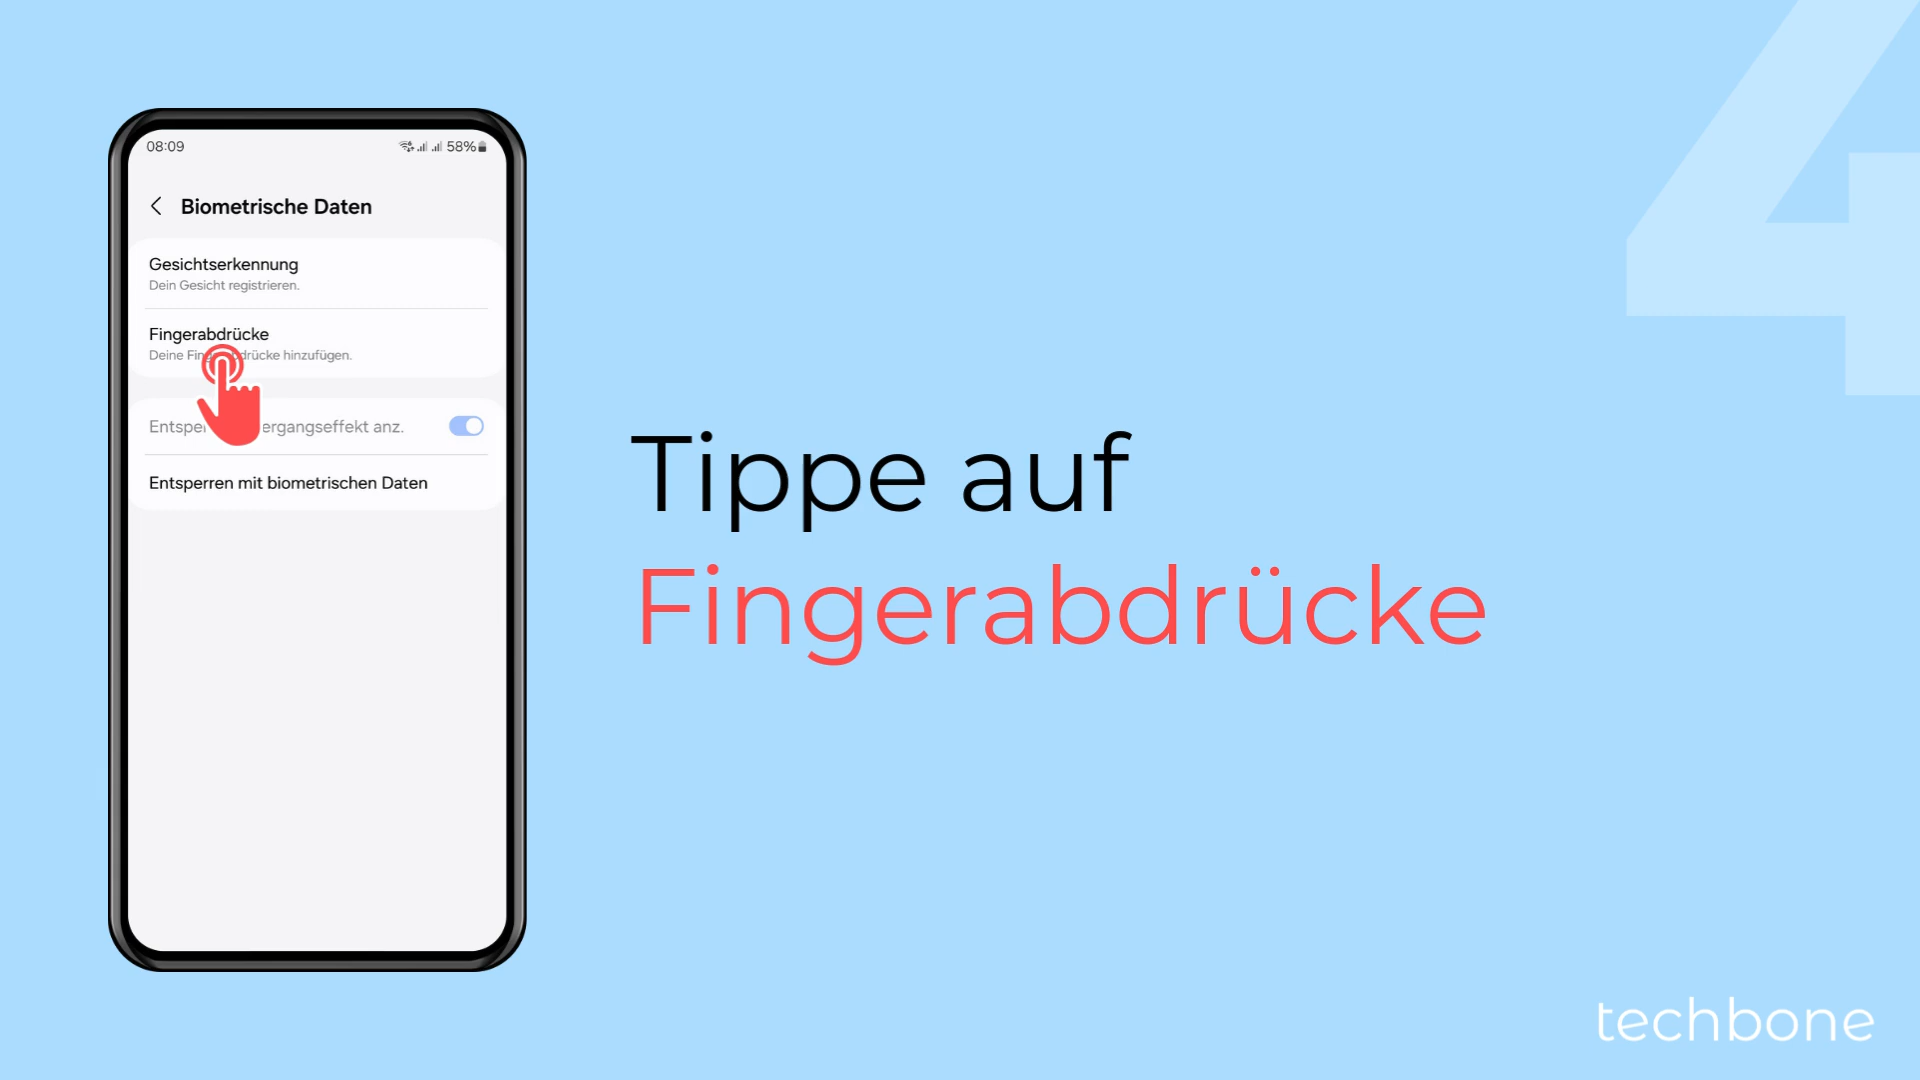 4
08:09
58%
Biometrische Daten
Gesichtserkennung
Dein Gesicht registrieren.
Fingerabdrücke
Deine Fin drücke hinzufügen.
Entspe ergangseffekt anz.
Entsperren mit biometrischen Daten
Tippe auf
Fingerabdrücke
techbone